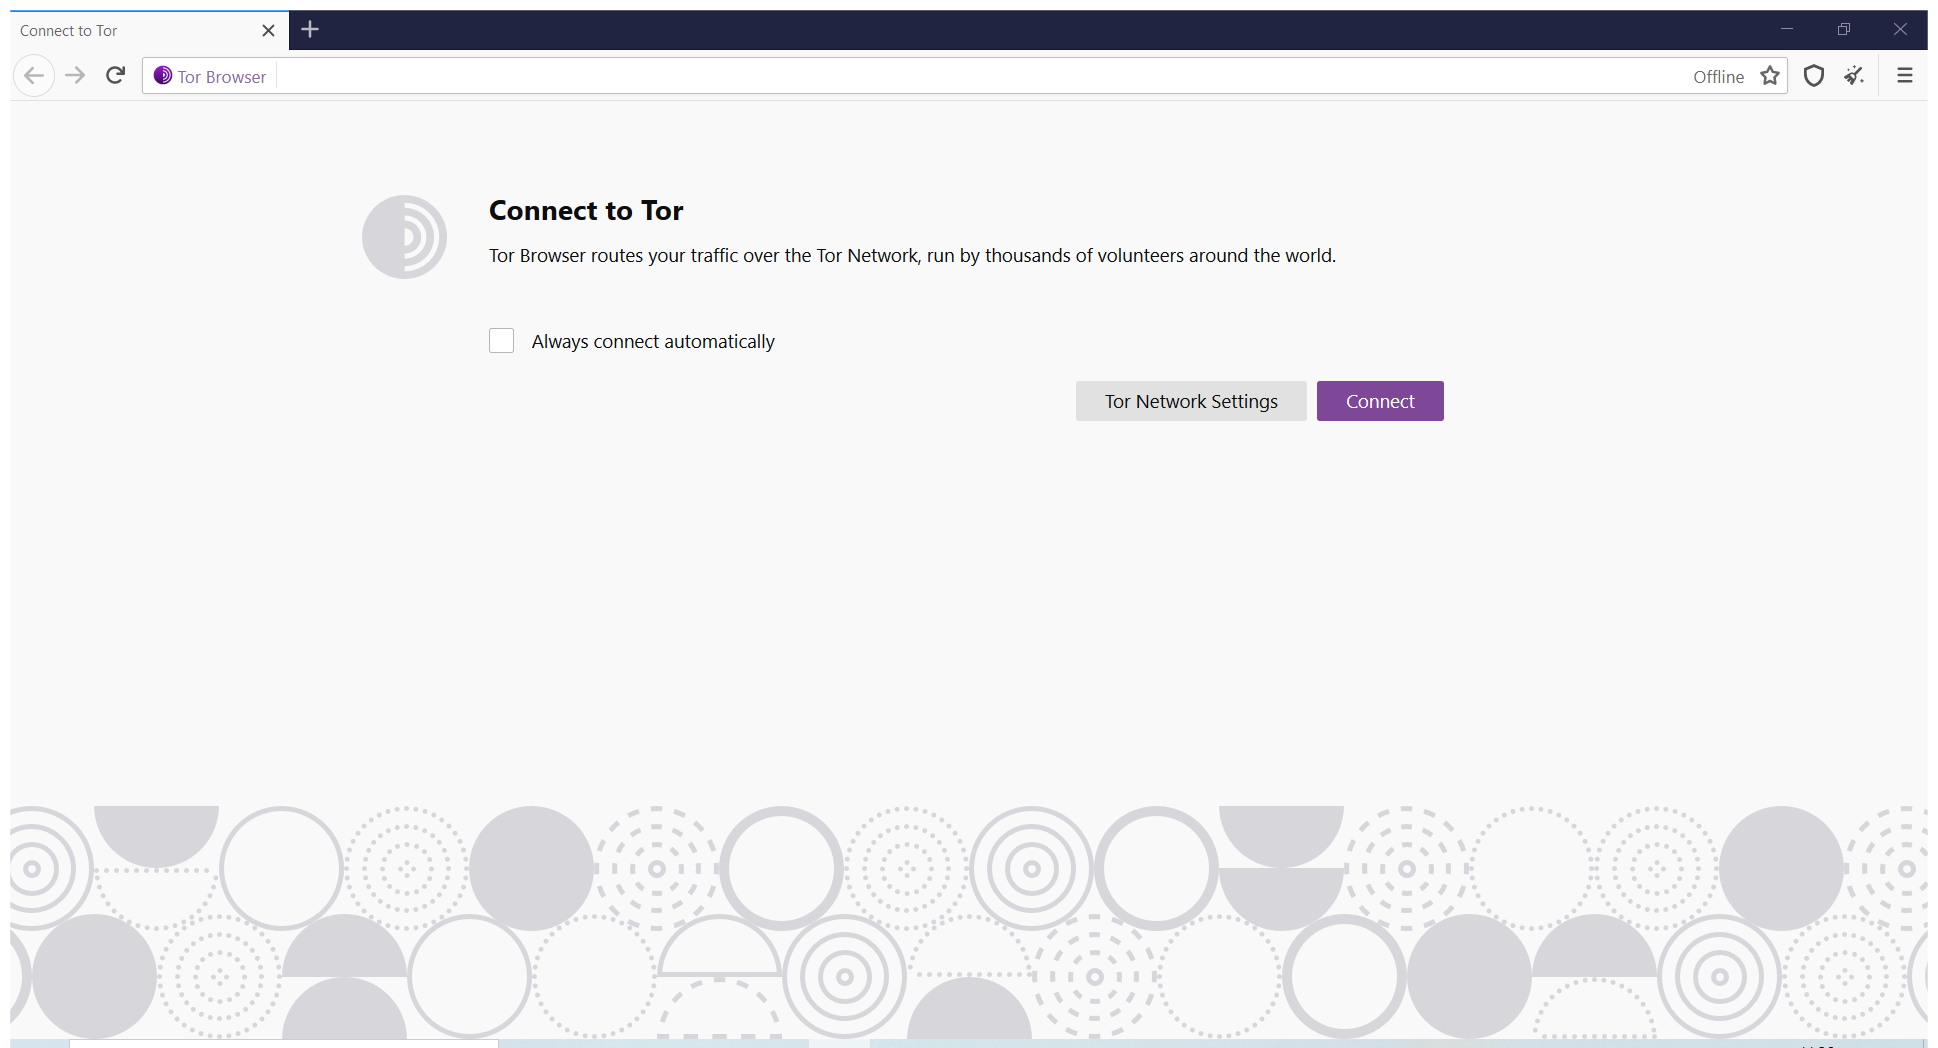 Connect to Tor
Tor Browser
Offline
Connect to Tor
Tor Browser routes your traffic over the Tor Network, run by thousands of volunteers around the world.
Always connect automatically
Tor Network Settings
Connect